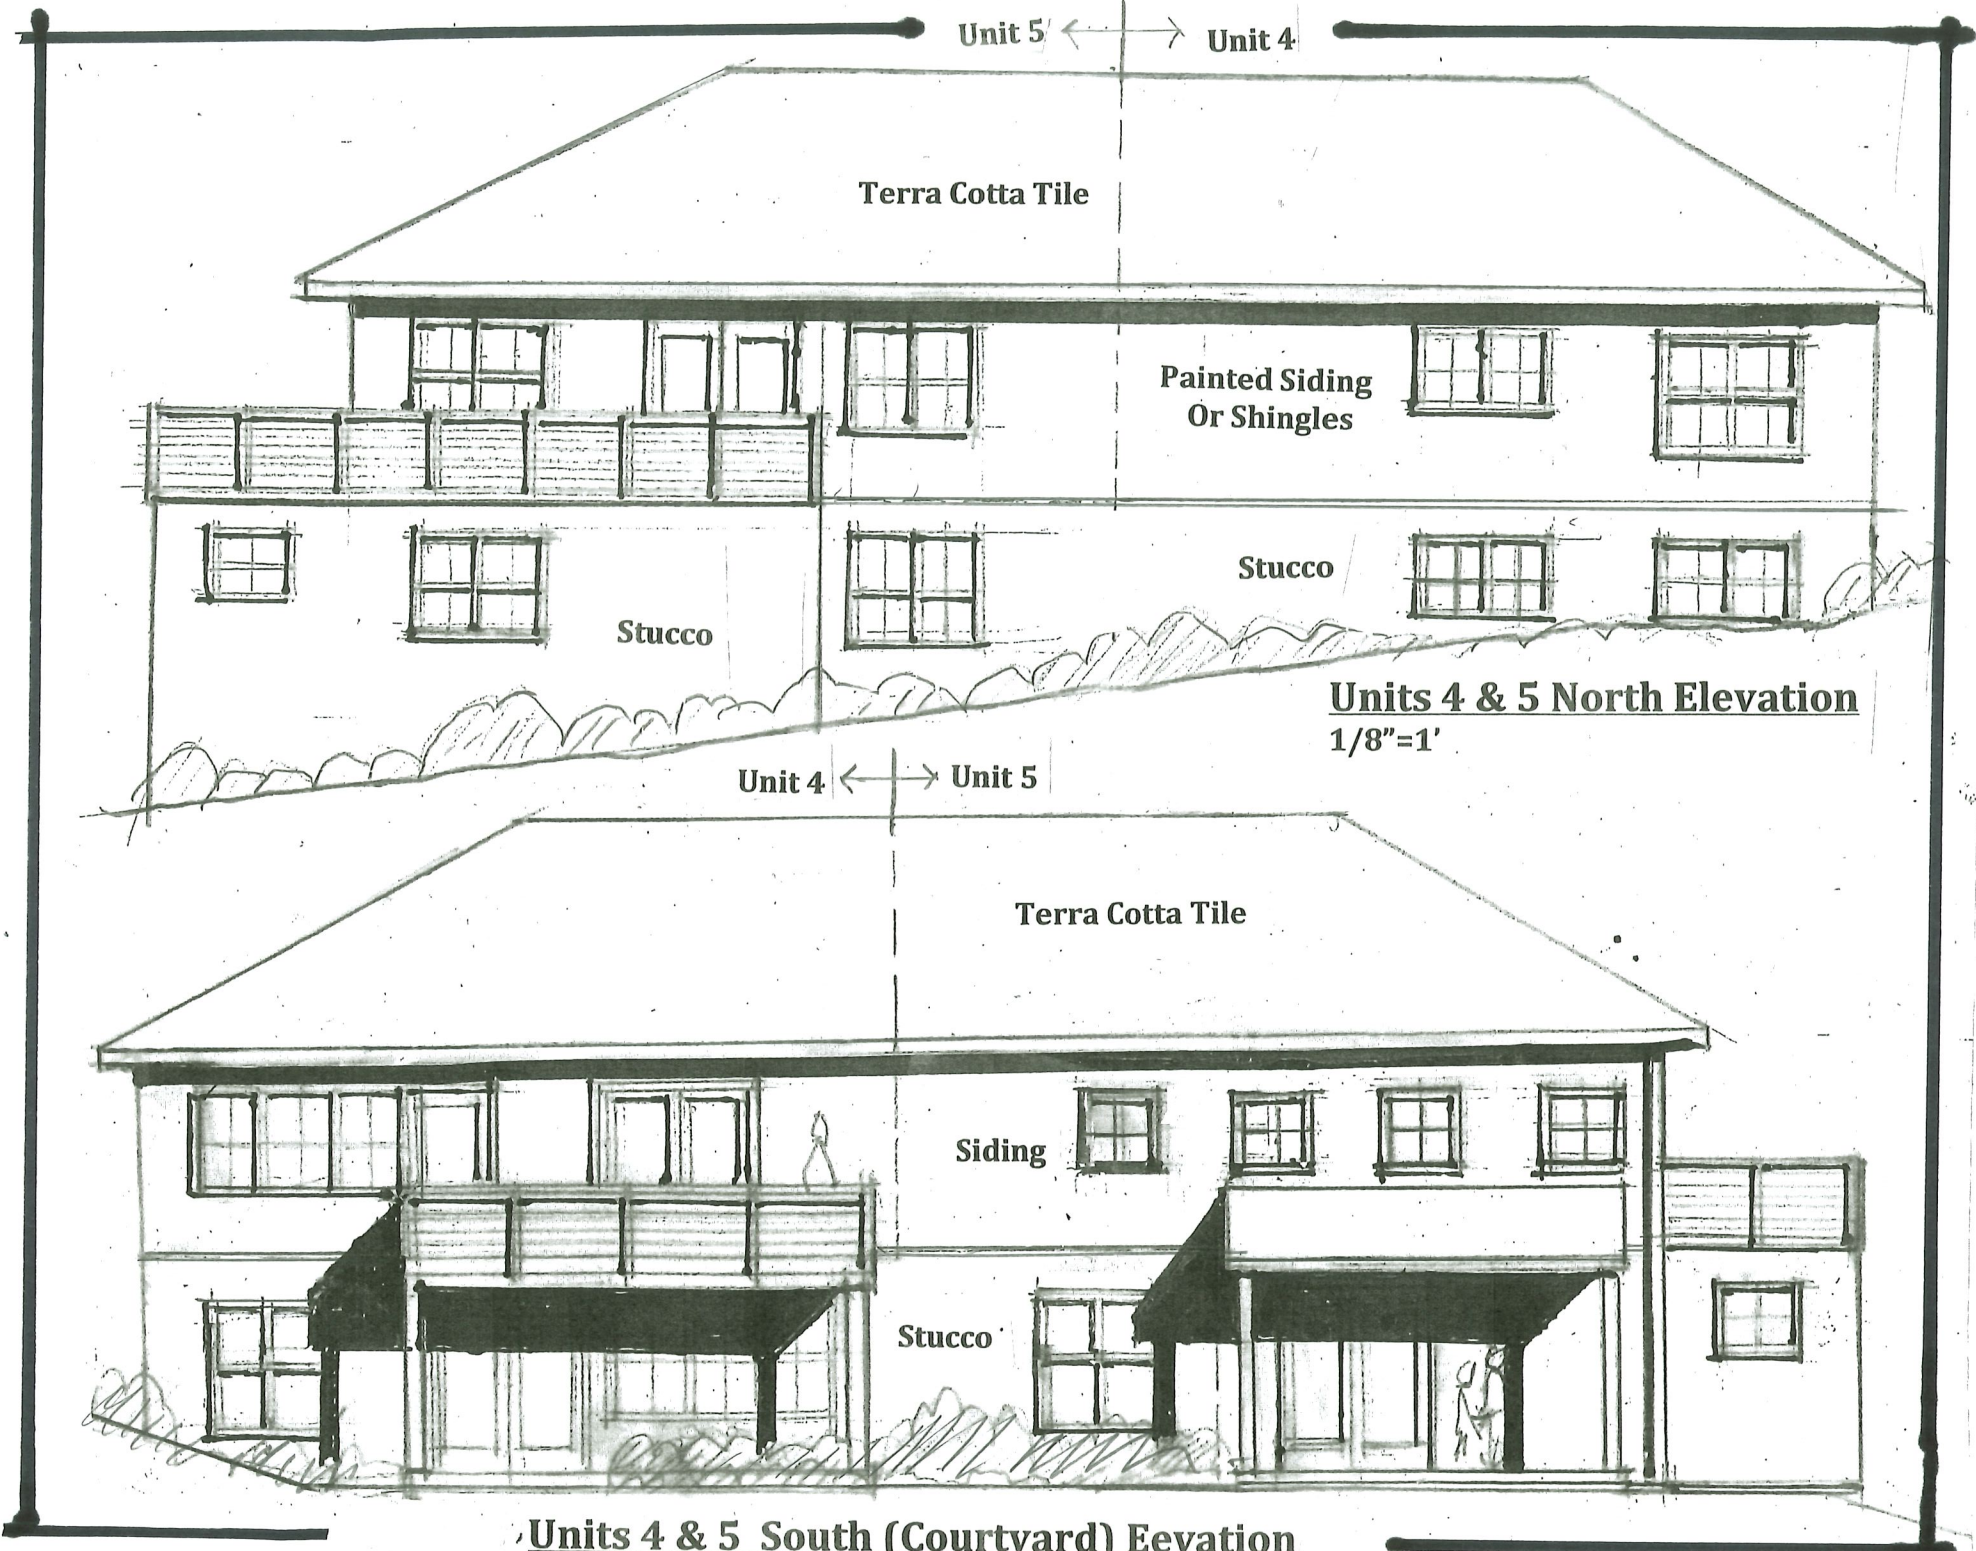 Unit 5
Unit 4
Terra Cotta Tile
Painted Siding
Or Shingles
Stucco
Stucco
Units 4 & 5 North Elevation
1/8"=1'
Unit 4
Unit 5
Terra Cotta Tile
Siding
Stucco
Units 4 & 5 South (Courtyard) Eevation